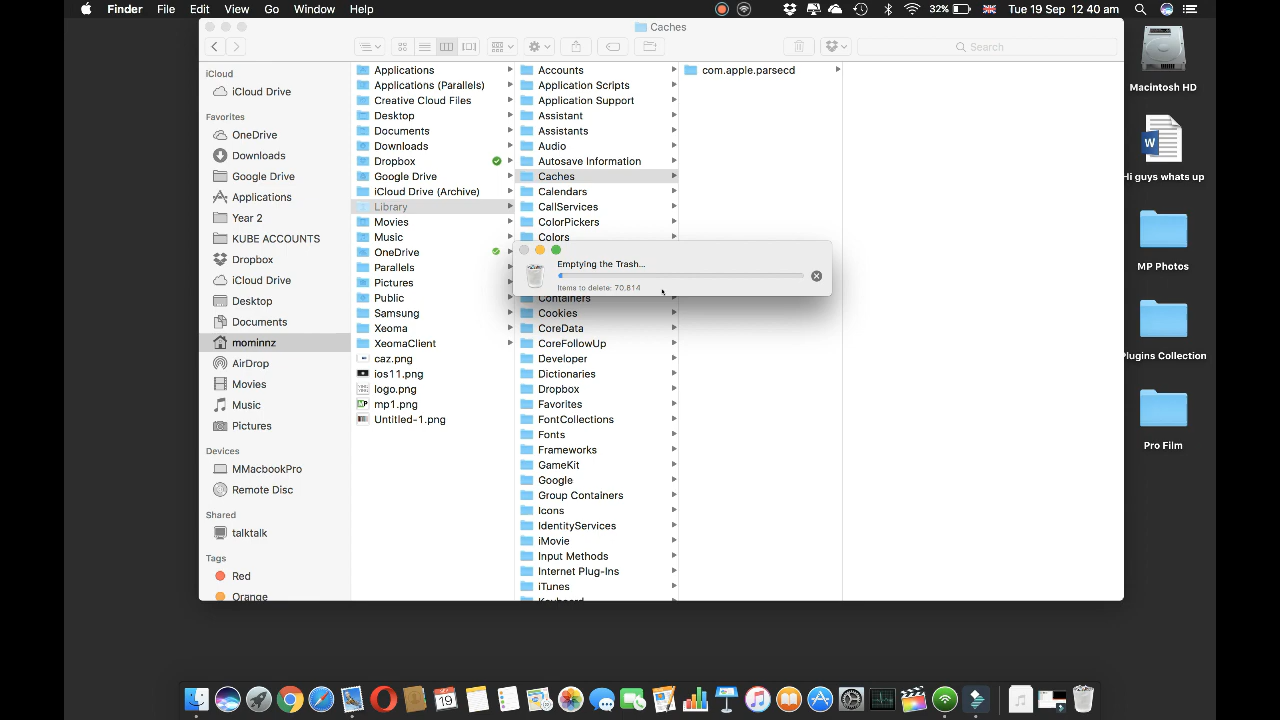 Finder File Edit View Go Window Help
32% Tue 19 Sep 12:40 am
Caches
Search
iCloud
iCloud Drive
Favorites
OneDrive
Downloads
Google Drive
Applications
Year 2
KUBE ACCOUNTS
Dropbox
iCloud Drive
Desktop
Documents
mominnz
AirDrop
Movies
Music
Pictures
Devices
MMacbookPro
Remote Disc
Shared
talktalk
Tags
Red
Orange
Applications
Applications (Parallels)
Creative Cloud Files
Desktop
Documents
Downloads
Dropbox
Google Drive
iCloud Drive (Archive)
Library
Movies
Music
OneDrive
Parallels
Pictures
Public
Samsung
Xeoma
XeomaClient
caz.png
ios11.png
logo.png
mp1.png
Untitled-1.png
Accounts
Application Scripts
Application Support
Assistant
Assistants
Audio
Autosave Information
Caches
Calendars
CallServices
ColorPickers
Colors
Containers
Cookies
CoreData
CoreFollowUp
Developer
Dictionaries
Dropbox
Favorites
FontCollections
Fonts
Frameworks
GameKit
Google
Group Containers
Icons
IdentityServices
iMovie
Input Methods
Internet Plug-Ins
iTunes
Keyboard
com.apple.parsecd
Emptying the Trash...
Items to delete: 70,814
Macintosh HD
Hi guys whats up
MP Photos
Plugins Collection
Pro Film